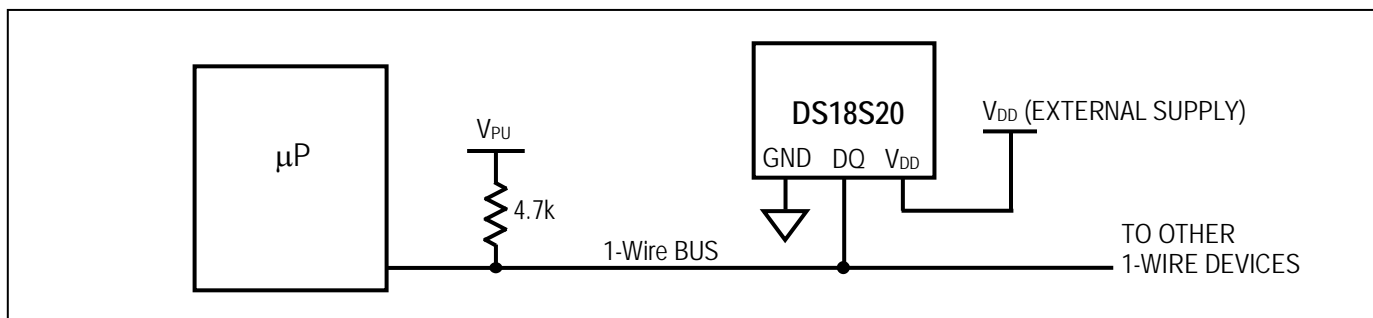 DS18S20
V_DD (EXTERNAL SUPPLY)
V_PU
μP
GND DQ V_DD
4.7k
1-Wire BUS
TO OTHER
1-WIRE DEVICES